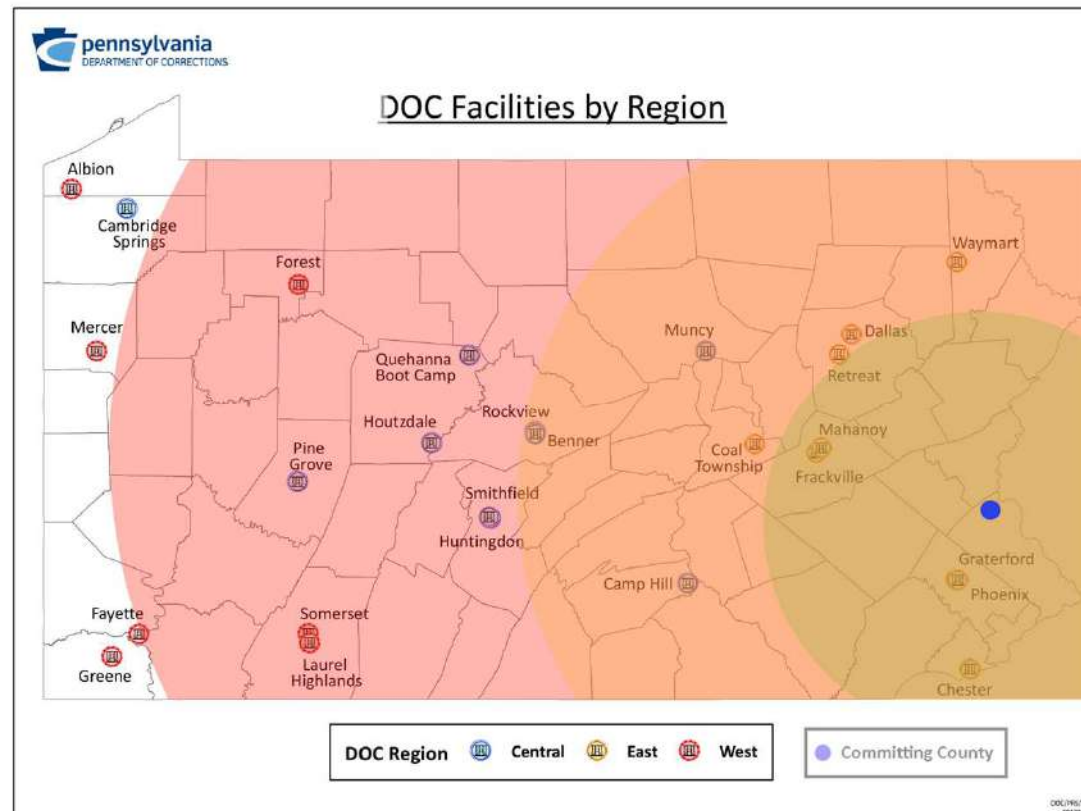 pennsylvania
DEPARTMENT OF CORRECTIONS
DOC Facilities by Region
Albion
Cambridge
Springs
Waymart
Forest
Mercer
Muncy
Dallas
Quehanna
Boot Camp
Retreat
Rockview
Houtzdale
Mahanoy
Benner
Coal
Township
Pine
Grove
Frackville
Smithfield
Huntingdon
Graterford
Camp Hill
Phoenix
Fayette
Somerset
Greene
Laurel
Highlands
Chester
DOC Region Central East West
Committing County